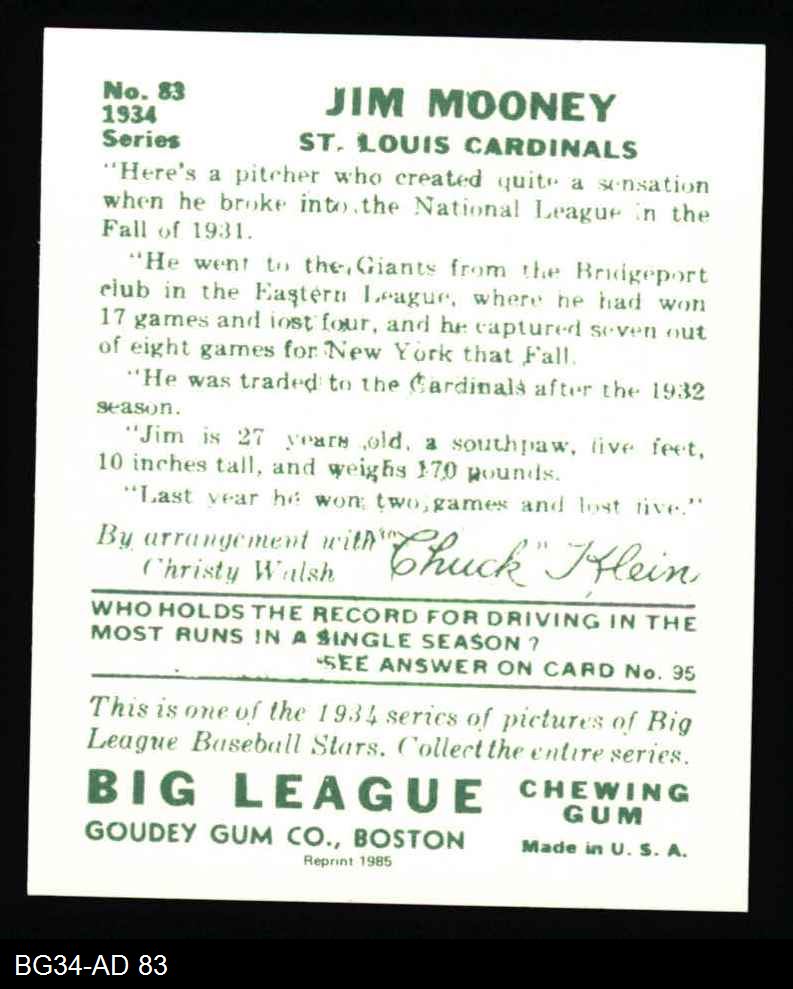 No. 83
1934
Series
JIM MOONEY
ST. LOUIS CARDINALS
"Here's a pitcher who created quite a sensation
when he broke into the National League in the
Fall of 1931.
"He went to the Giants from the Bridgeport
club in the Eastern League, where he had won
17 games and lost four, and he captured seven out
of eight games for New York that Fall.
"He was traded to the Cardinals after the 1932
season.
"Jim is 27 years old, a southpaw, five feet,
10 inches tall, and weighs 170 pounds.
"Last year he won two games and lost five."
By arrangement with
Christy Walsh
"Chuck" Klein
WHO HOLDS THE RECORD FOR DRIVING IN THE
MOST RUNS IN A SINGLE SEASON?
SEE ANSWER ON CARD No. 95
This is one of the 1934 series of pictures of Big
League Baseball Stars. Collect the entire series.
BIG LEAGUE
CHEWING
GUM
GOUDEY GUM CO., BOSTON
Made in U. S. A.
Reprint 1985
BG34-AD 83